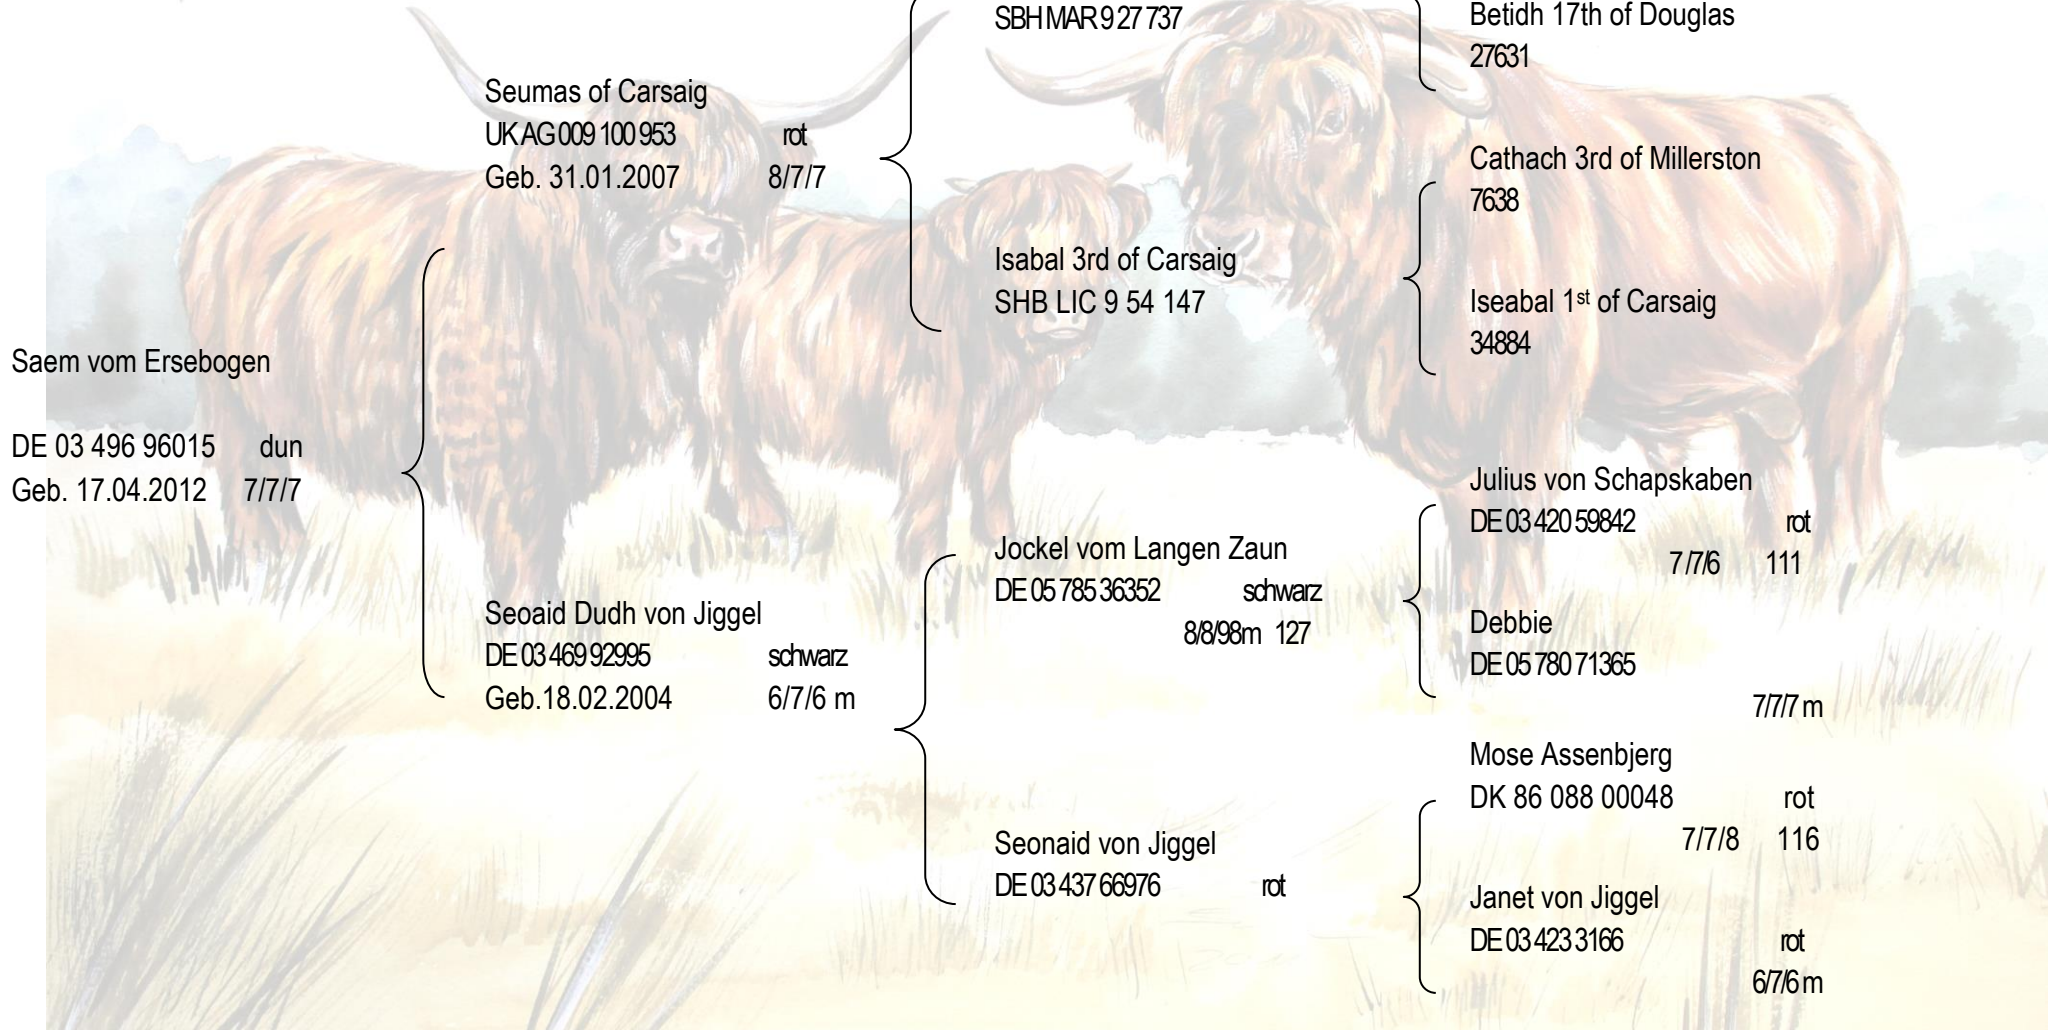 SBH MAR 9 27 737
Betidh 17th of Douglas
27631
Seumas of Carsaig
UK AG 009 100 953 rot
Geb. 31.01.2007 8/7/7
Cathach 3rd of Millerston
7638
Isabal 3rd of Carsaig
SHB LIC 9 54 147
Iseabal 1st of Carsaig
34884
Saem vom Ersebogen
DE 03 496 96015 dun
Geb. 17.04.2012 7/7/7
Julius von Schapskaben
DE 03 420 59842 rot
7/7/6 111
Jockel vom Langen Zaun
DE 05 785 36352 schwarz
8/8/98m 127
Debbie
DE 05 780 71365
7/7/7 m
Seoaid Dudh von Jiggel
DE 03 469 92995 schwarz
Geb.18.02.2004 6/7/6 m
Mose Assenbjerg
DK 86 088 00048 rot
7/7/8 116
Seonaid von Jiggel
DE 03 437 66976 rot
Janet von Jiggel
DE 03 423 3166 rot
6/7/6 m